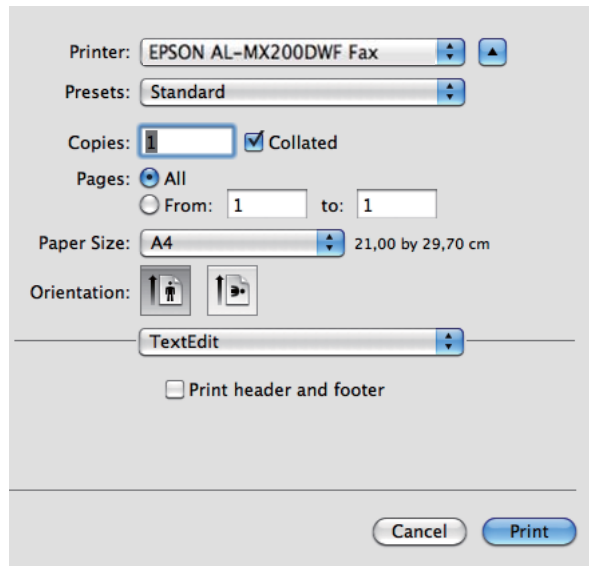 Printer: EPSON AL-MX200DWF Fax
Presets: Standard
Copies: 1 Collated
Pages: All
From: 1 to: 1
Paper Size: A4 21,00 by 29,70 cm
Orientation:
TextEdit
Print header and footer
Cancel Print